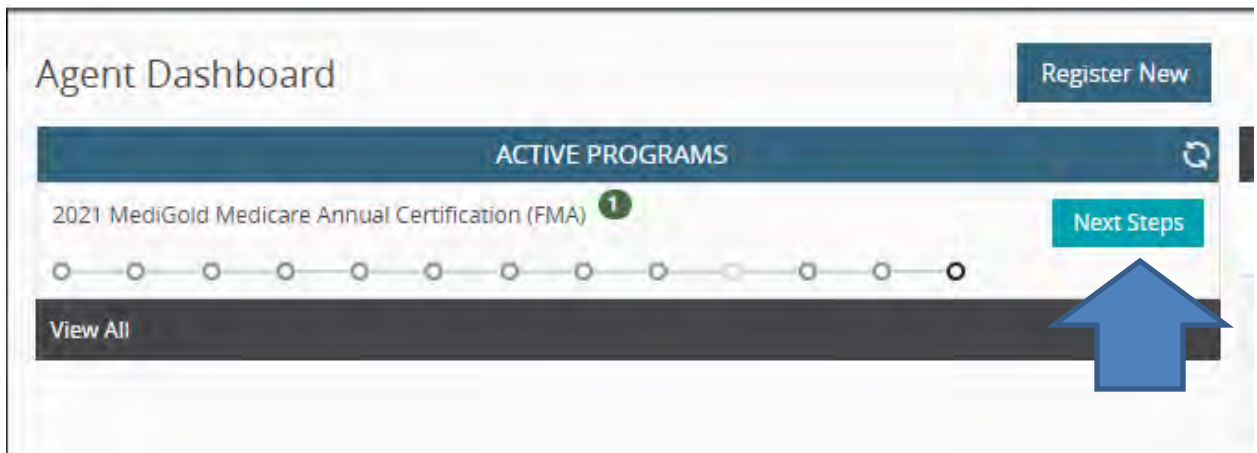 Agent Dashboard
Register New
ACTIVE PROGRAMS
2021 MediGold Medicare Annual Certification (FMA) 1
Next Steps
View All